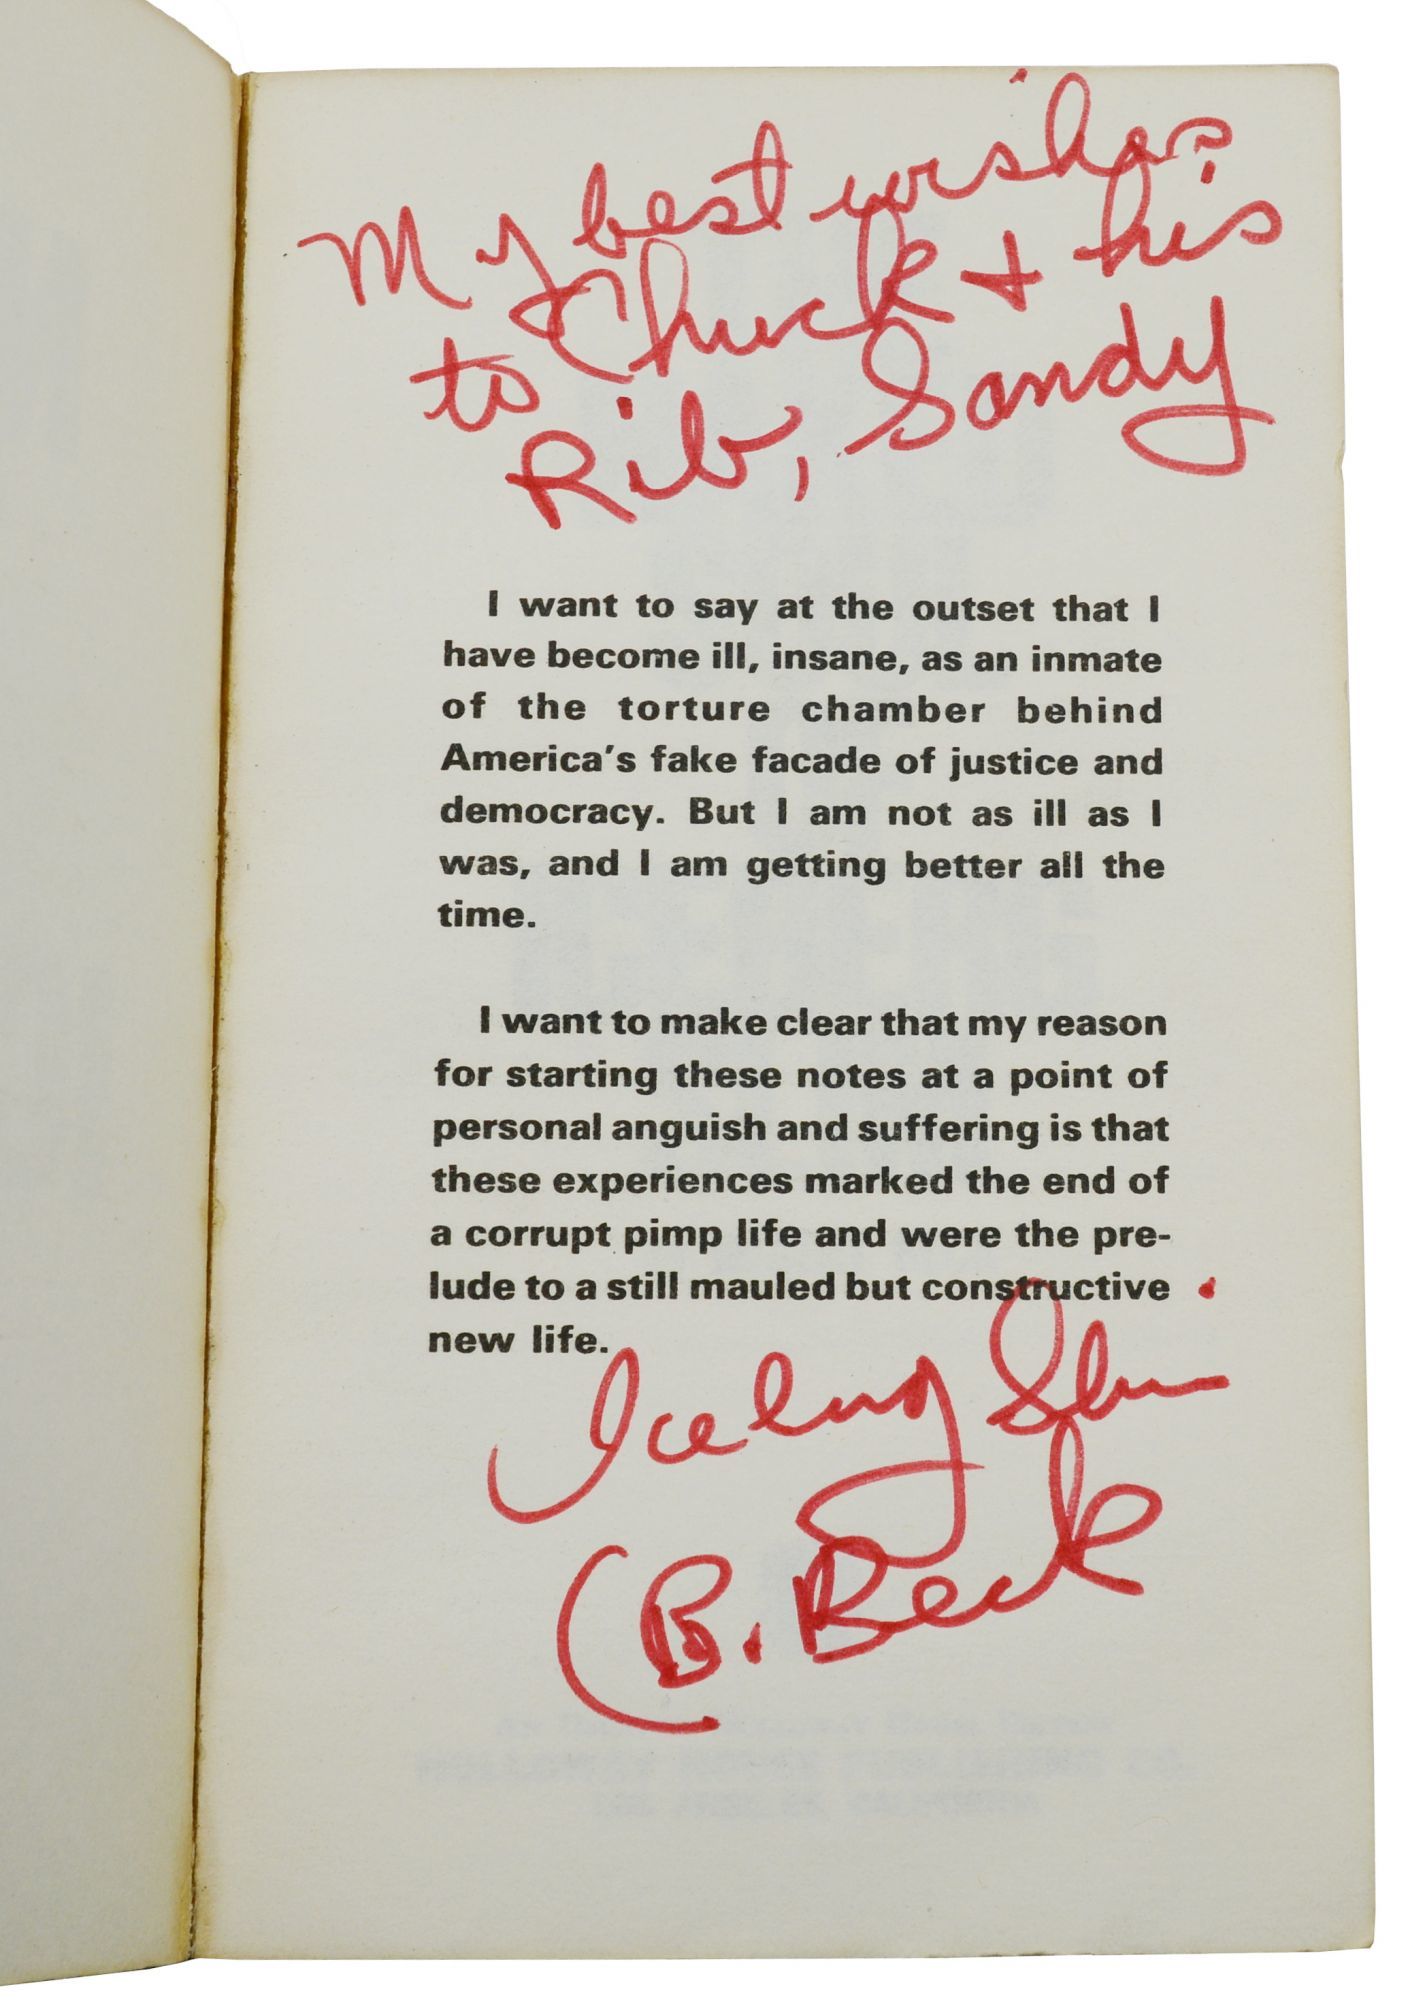 My best wishes
to Chuck + his
Rib, Sandy
I want to say at the outset that I
have become ill, insane, as an inmate
of the torture chamber behind
America's fake facade of justice and
democracy. But I am not as ill as I
was, and I am getting better all the
time.
I want to make clear that my reason
for starting these notes at a point of
personal anguish and suffering is that
these experiences marked the end of
a corrupt pimp life and were the pre-
lude to a still mauled but constructive
new life.
Iceberg Slim
(B. Beck